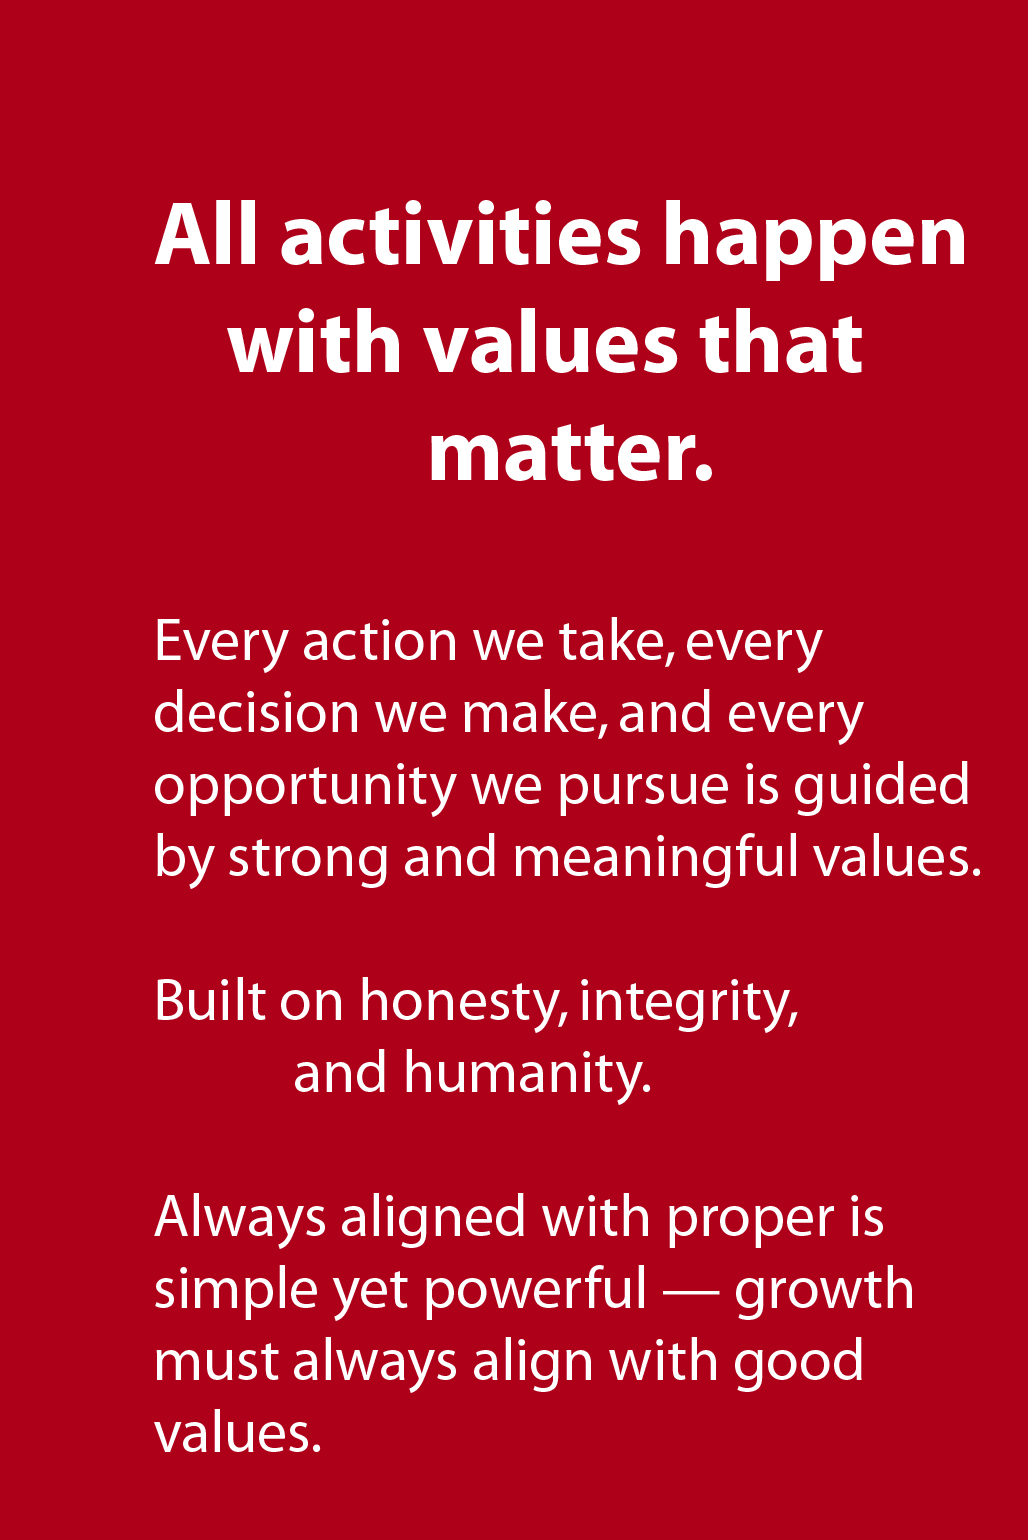 All activities happen
with values that
matter.
Every action we take, every
decision we make, and every
opportunity we pursue is guided
by strong and meaningful values.
Built on honesty, integrity,
and humanity.
Always aligned with proper is
simple yet powerful — growth
must always align with good
values.